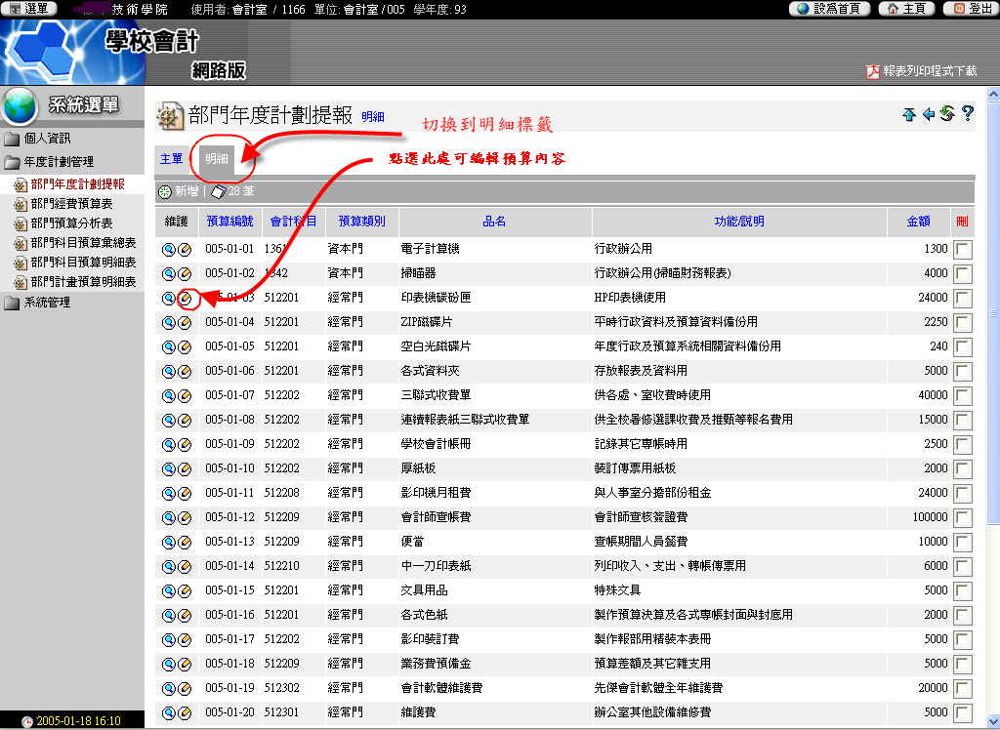 選單 技術學院 使用者: 會計室 / 1166 單位: 會計室/005 學年度: 93 設為首頁 主頁 登出
學校會計
網路版
報表列印程式下載
系統選單
個人資訊
年度計劃管理
部門年度計劃提報
部門經費預算表
部門預算分析表
部門科目預算彙總表
部門科目預算明細表
部門計畫預算明細表
系統管理
部門年度計劃提報 明細
切換到明細標籤
主單 明細
點選此處可編輯預算內容
新增 | 28 筆
維護 預算編號 會計科目 預算類別 品名 功能/說明 金額 刪
005-01-01 1361 資本門 電子計算機 行政辦公用 1300
005-01-02 1342 資本門 掃瞄器 行政辦公用(掃瞄財務報表) 4000
005-01-03 512201 經常門 印表機碳粉匣 HP印表機使用 24000
005-01-04 512201 經常門 ZIP磁碟片 平時行政資料及預算資料備份用 2250
005-01-05 512201 經常門 空白光磁碟片 年度行政及預算系統相關資料備份用 240
005-01-06 512201 經常門 各式資料夾 存放報表及資料用 5000
005-01-07 512202 經常門 三聯式收費單 供各處、室收費時使用 40000
005-01-08 512202 經常門 連續報表紙三聯式收費單 供全校暑修選課收費及推甄等報名費用 15000
005-01-09 512202 經常門 學校會計帳冊 記錄其它專帳時用 2500
005-01-10 512202 經常門 厚紙板 裝訂傳票用紙板 2000
005-01-11 512208 經常門 影印機月租費 與人事室分擔部份租金 24000
005-01-12 512209 經常門 會計師查帳費 會計師查核簽證費 100000
005-01-13 512209 經常門 便當 查帳期間人員餐費 10000
005-01-14 512210 經常門 中一刀印表紙 列印收入、支出、轉帳傳票用 6000
005-01-15 512201 經常門 文具用品 特殊文具 5000
005-01-16 512201 經常門 各式色紙 製作預算決算及各式專帳封面與封底用 2000
005-01-17 512202 經常門 影印裝訂費 製作報部用精裝本表冊 5000
005-01-18 512209 經常門 業務費預備金 預算差額及其它雜支用 5000
005-01-19 512302 經常門 會計軟體維護費 先傑會計軟體全年維護費 20000
005-01-20 512301 經常門 維護費 辦公室其他設備維修費 5000
2005-01-18 16:10